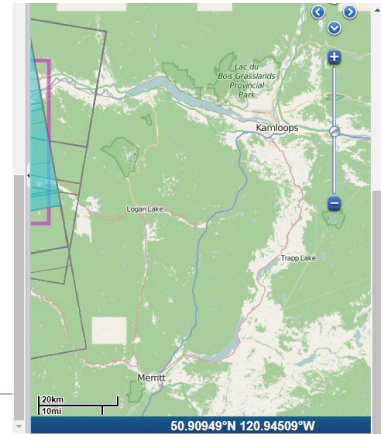 Lac du
Bois Grasslands
Provincial
Park
Kamloops
Logan Lake
Trapp Lake
Merritt
20km
10mi
50.90949°N 120.94509°W